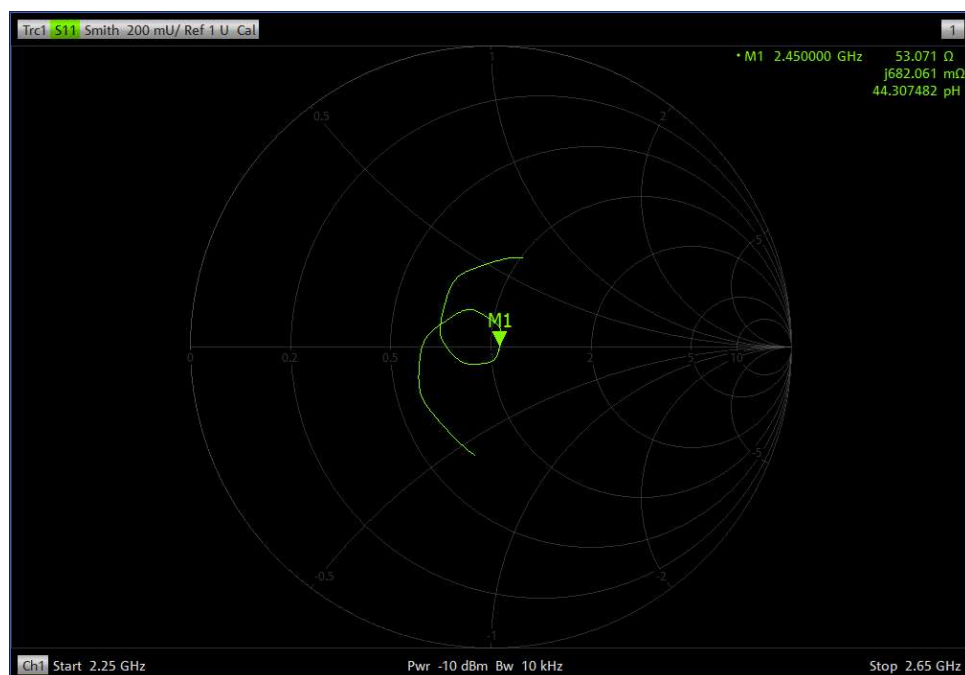 Trc1 S11 Smith 200 mU/ Ref 1 U Cal
1
• M1 2.450000 GHz 53.071 Ω
j682.061 mΩ
44.307482 pH
1
0.5
2
5
M1
0
0.2
0.5
1
2
5
10
-5
-0.5
-2
-1
Ch1 Start 2.25 GHz Pwr -10 dBm Bw 10 kHz Stop 2.65 GHz